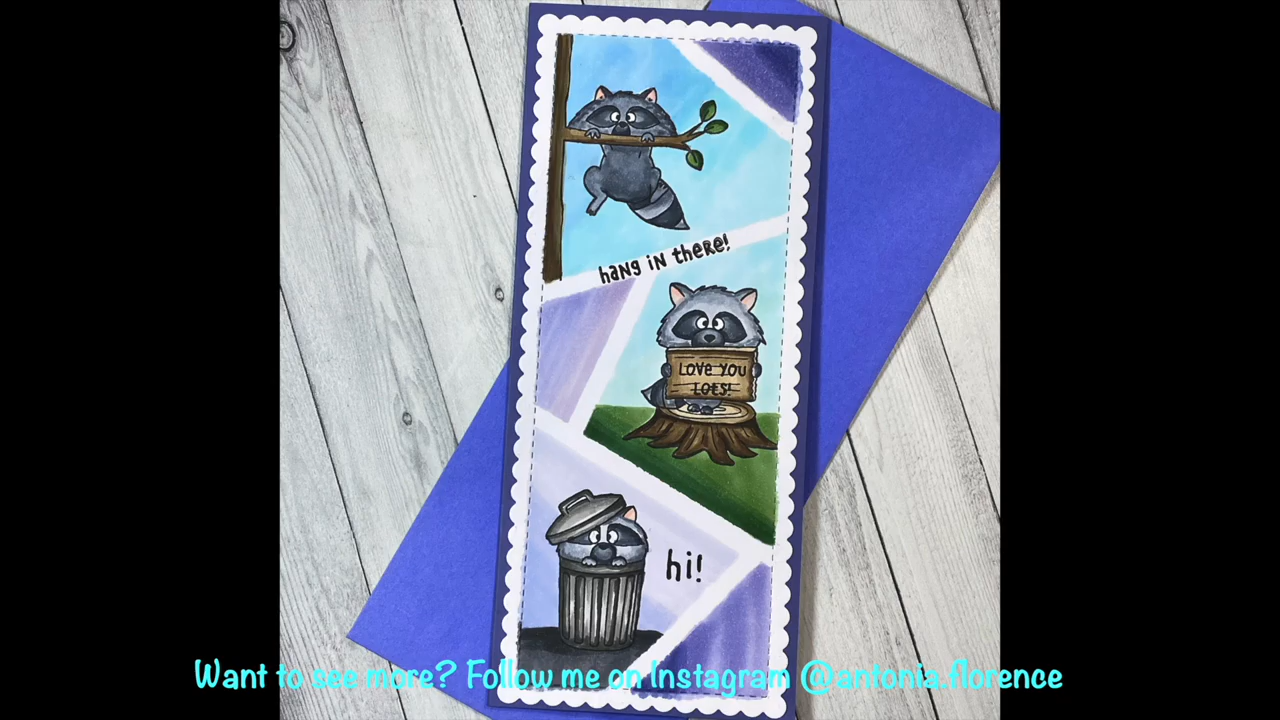 hang in there!
LOVE YOU
LOTS!
hi!
Want to see more? Follow me on Instagram @antonia.florence